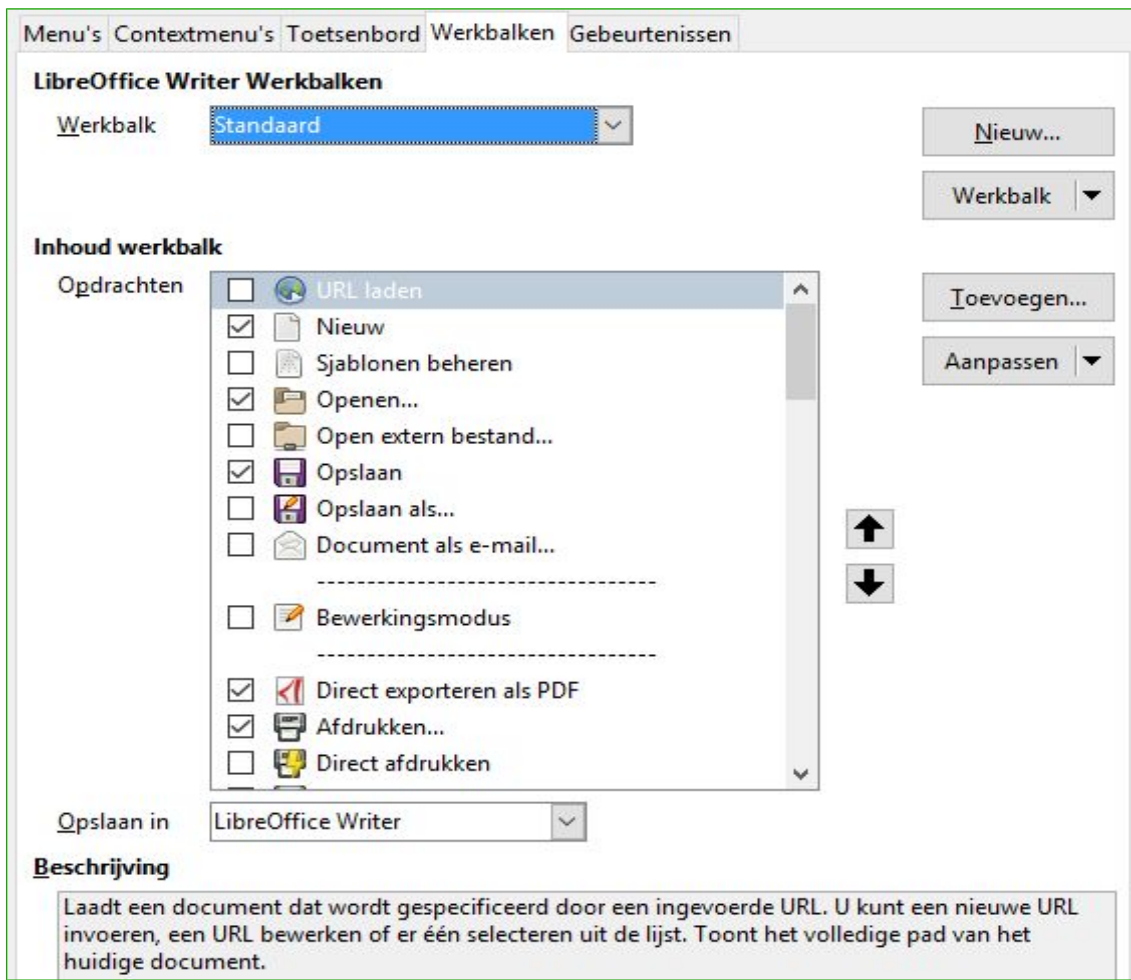 Menu's Contextmenu's Toetsenbord Werkbalken Gebeurtenissen
LibreOffice Writer Werkbalken
Werkbalk Standaard
Nieuw...
Werkbalk
Inhoud werkbalk
Opdrachten
URL laden
Nieuw
Sjablonen beheren
Openen...
Open extern bestand...
Opslaan
Opslaan als...
Document als e-mail...
----------------------------------
Bewerkingsmodus
----------------------------------
Direct exporteren als PDF
Afdrukken...
Direct afdrukken
Toevoegen...
Aanpassen
Opslaan in LibreOffice Writer
Beschrijving
Laadt een document dat wordt gespecificeerd door een ingevoerde URL. U kunt een nieuwe URL
invoeren, een URL bewerken of er één selecteren uit de lijst. Toont het volledige pad van het
huidige document.